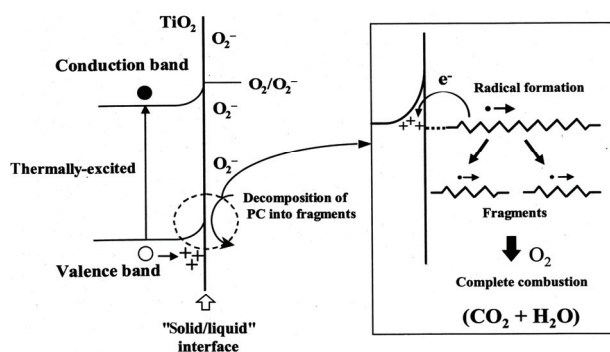 TiO₂
O₂⁻
Conduction band
O₂/O₂⁻
O₂⁻
Thermally-excited
O₂⁻
Decomposition of
PC into fragments
+ + +
+ +
Valence band
"Solid/liquid"
interface
e⁻
Radical formation
+ + +
+
Fragments
O₂
Complete combustion
(CO₂ + H₂O)